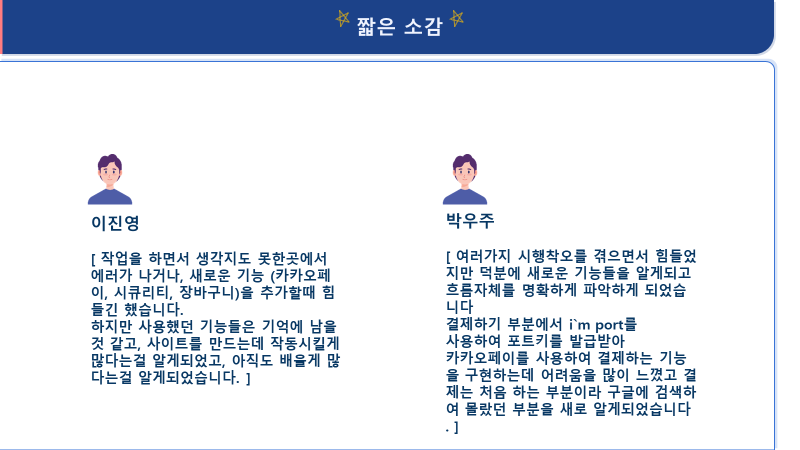 짧은 소감
이진영
[ 작업을 하면서 생각지도 못한곳에서
에러가 나거나, 새로운 기능 (카카오페
이, 시큐리티, 장바구니)을 추가할때 힘
들긴 했습니다.
하지만 사용했던 기능들은 기억에 남을
것 같고, 사이트를 만드는데 작동시킬게
많다는걸 알게되었고, 아직도 배울게 많
다는걸 알게되었습니다. ]
박우주
[ 여러가지 시행착오를 겪으면서 힘들었
지만 덕분에 새로운 기능들을 알게되고
흐름자체를 명확하게 파악하게 되었습
니다
결제하기 부분에서 i`m port를
사용하여 포트키를 발급받아
카카오페이를 사용하여 결제하는 기능
을 구현하는데 어려움을 많이 느꼈고 결
제는 처음 하는 부분이라 구글에 검색하
여 몰랐던 부분을 새로 알게되었습니다
. ]